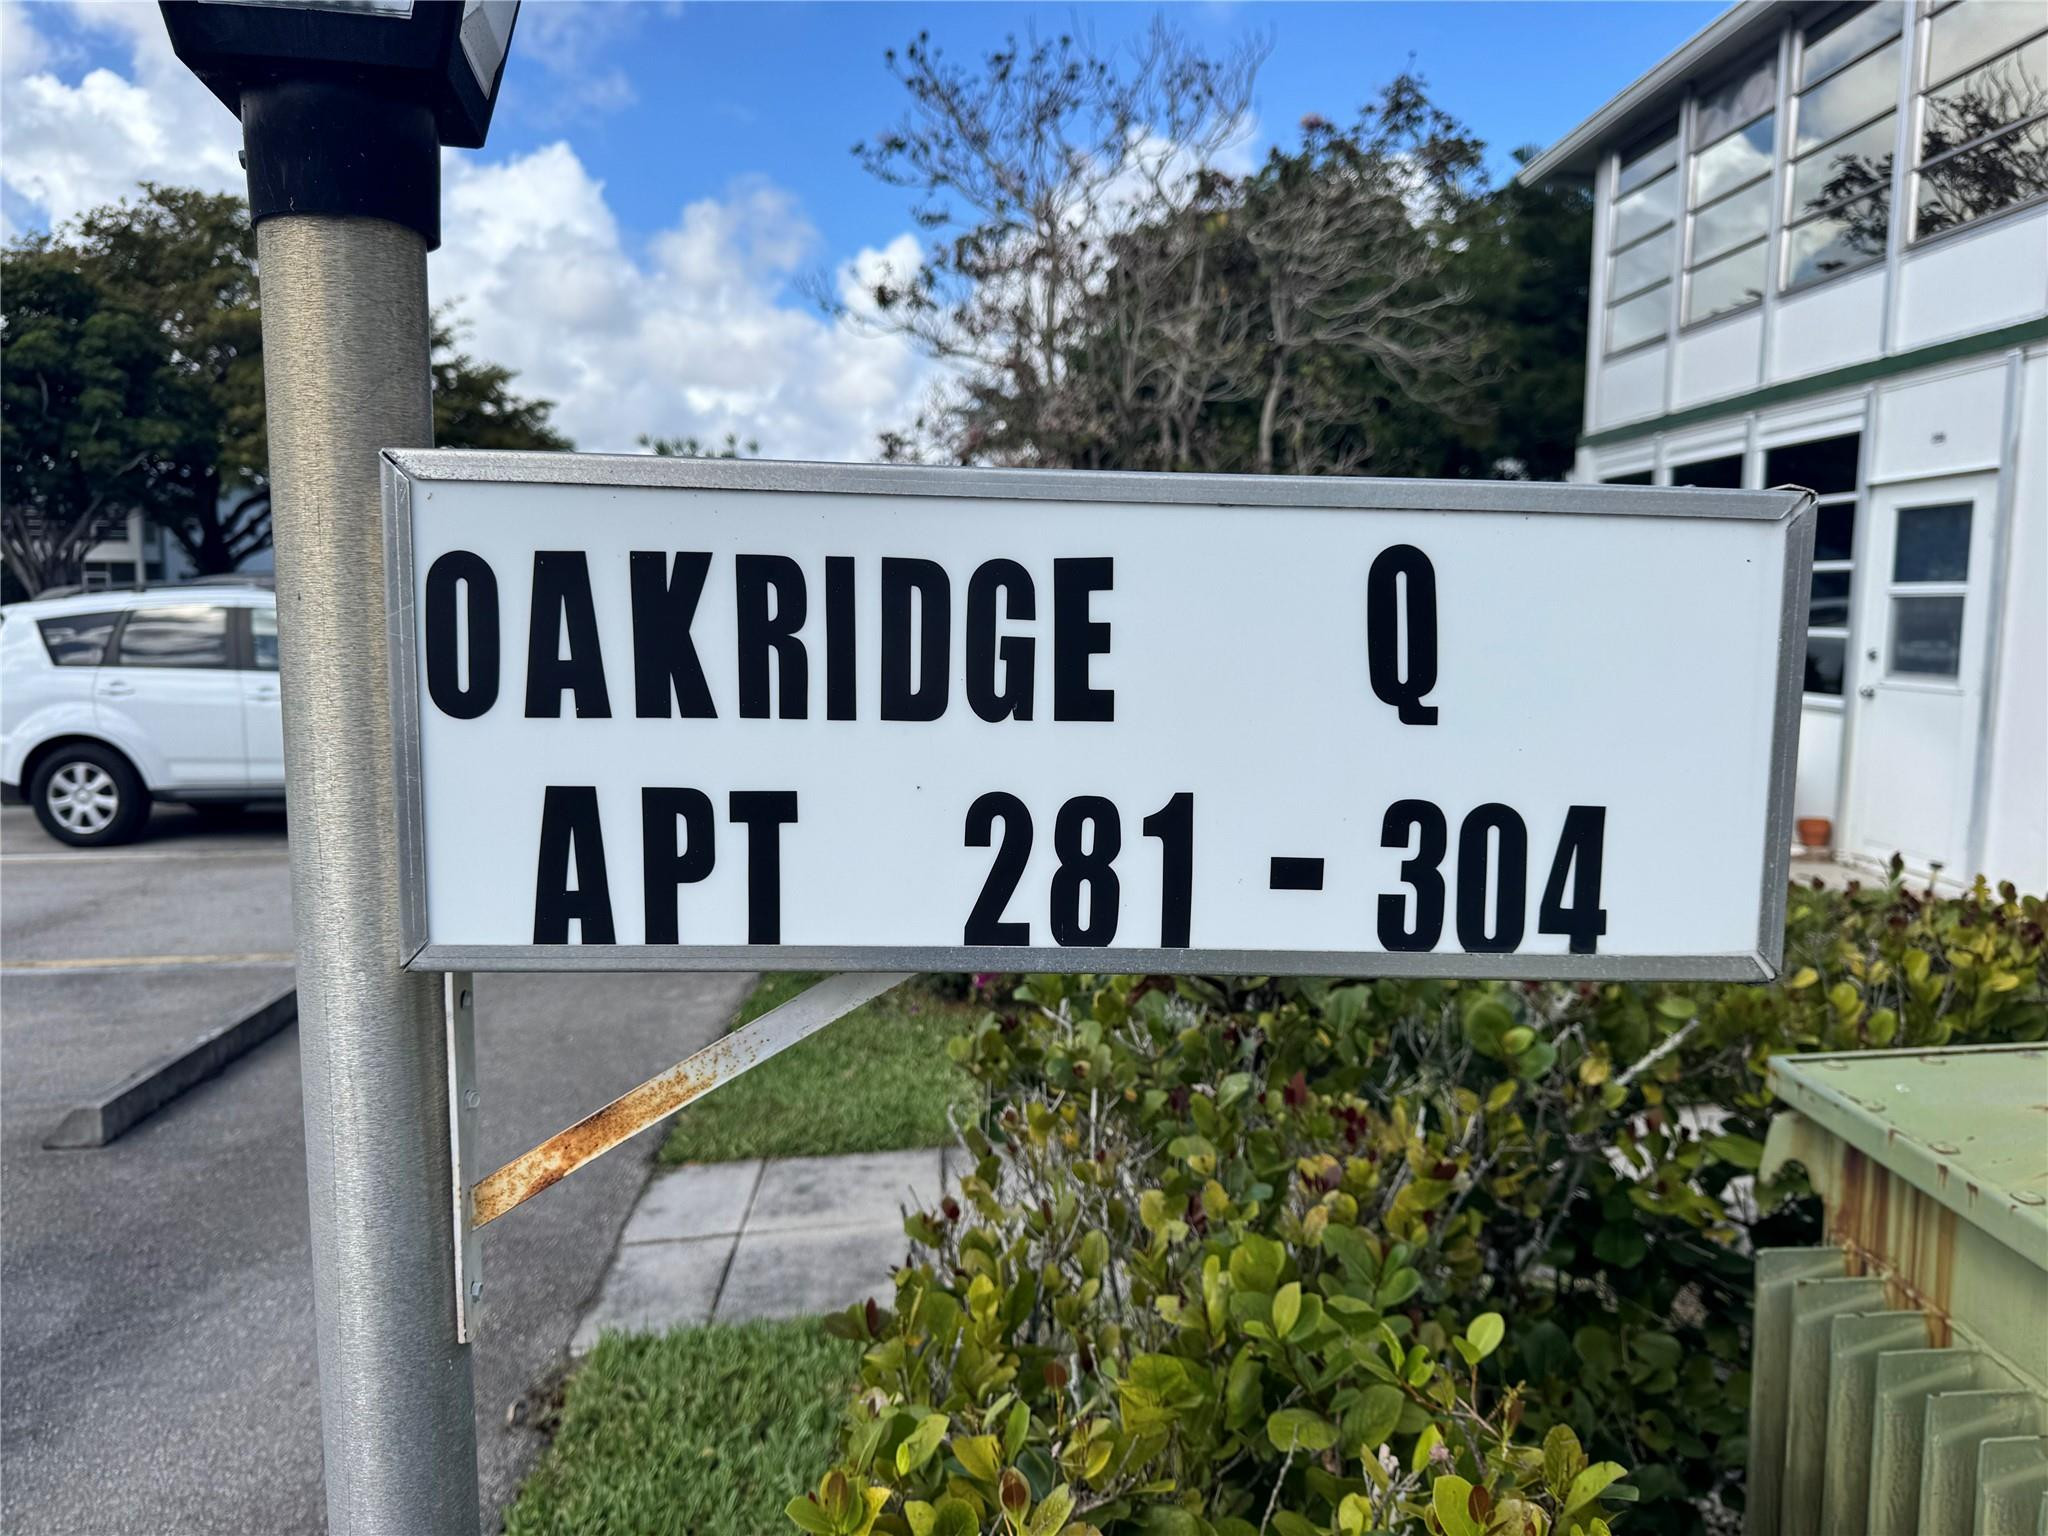 OAKRIDGE Q
APT 281 - 304